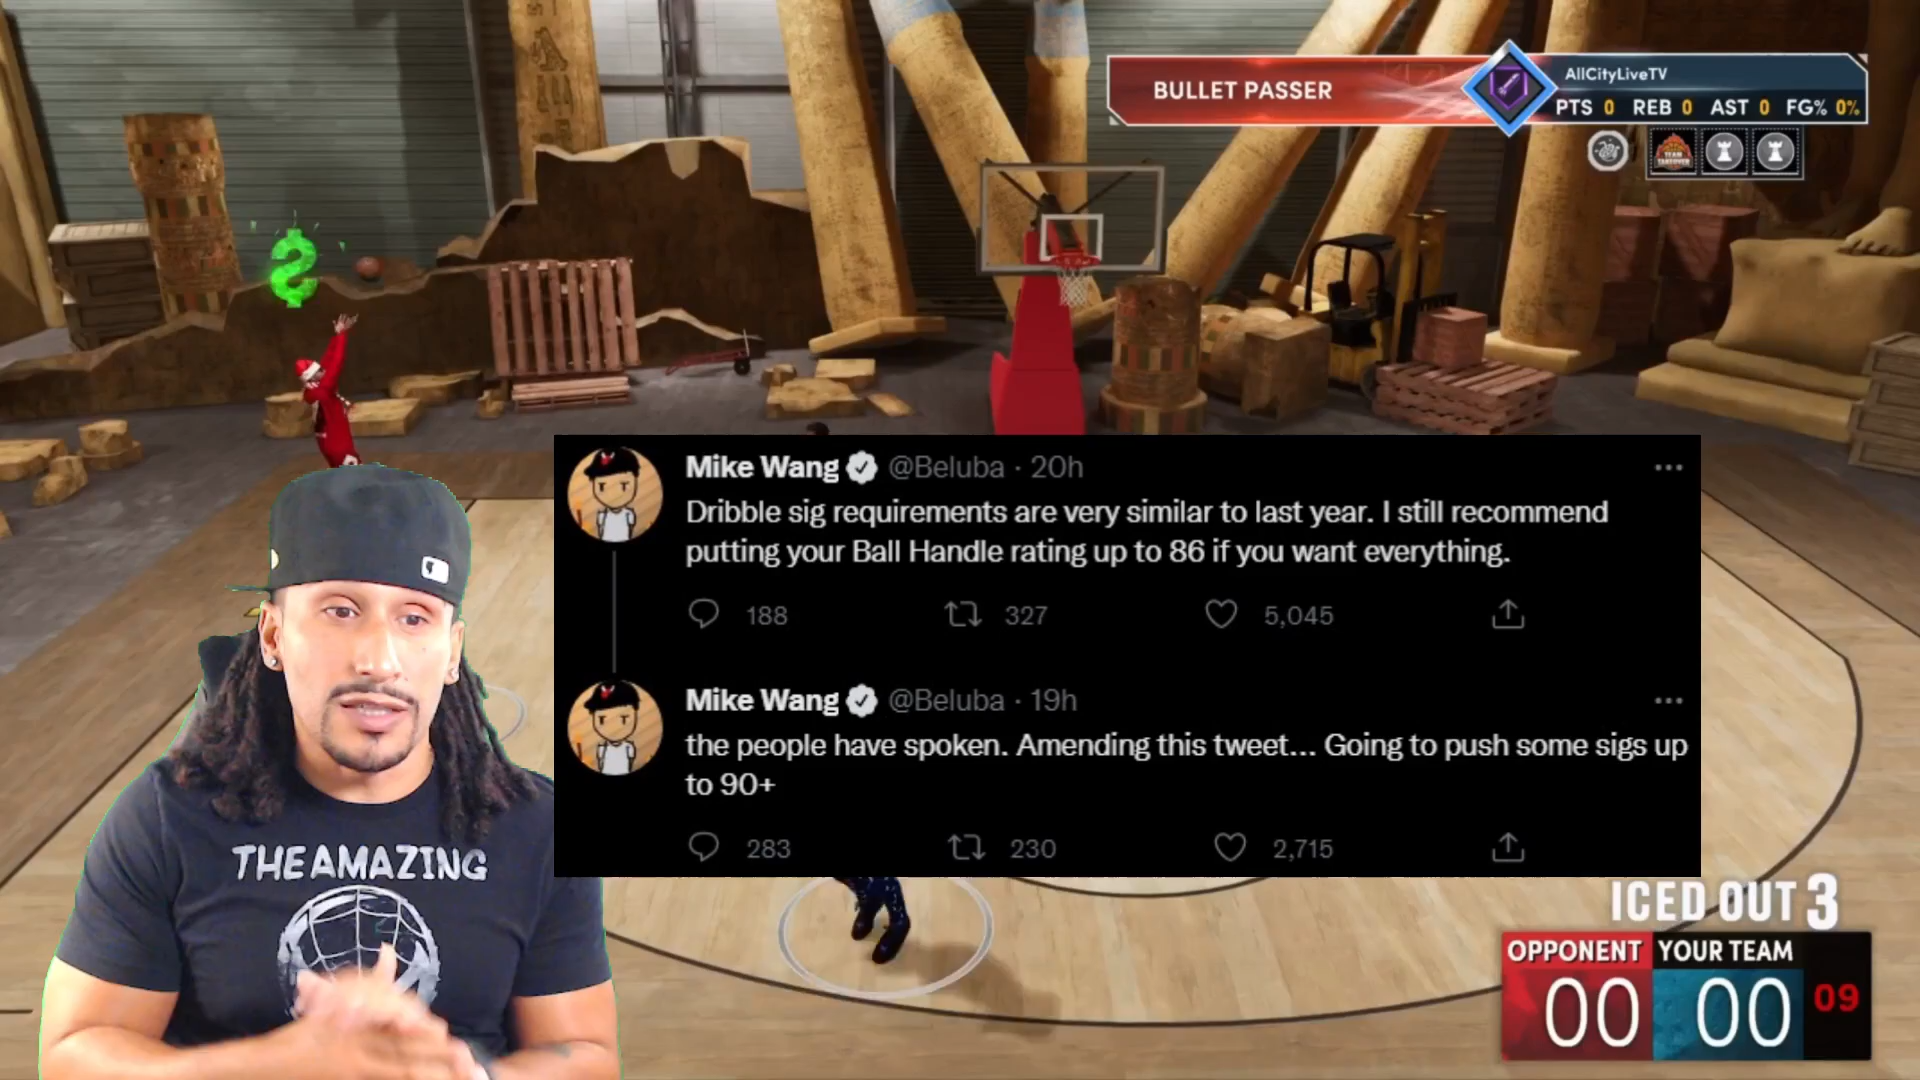 BULLET PASSER
AllCityLiveTV
PTS 0 REB 0 AST 0 FG% 0%
TEAM
TAKEOVER
Mike Wang @Beluba · 20h
Dribble sig requirements are very similar to last year. I still recommend
putting your Ball Handle rating up to 86 if you want everything.
188 327 5,045
Mike Wang @Beluba · 19h
the people have spoken. Amending this tweet... Going to push some sigs up
to 90+
283 230 2,715
THE AMAZING
ICED OUT 3
OPPONENT YOUR TEAM
00 00 09